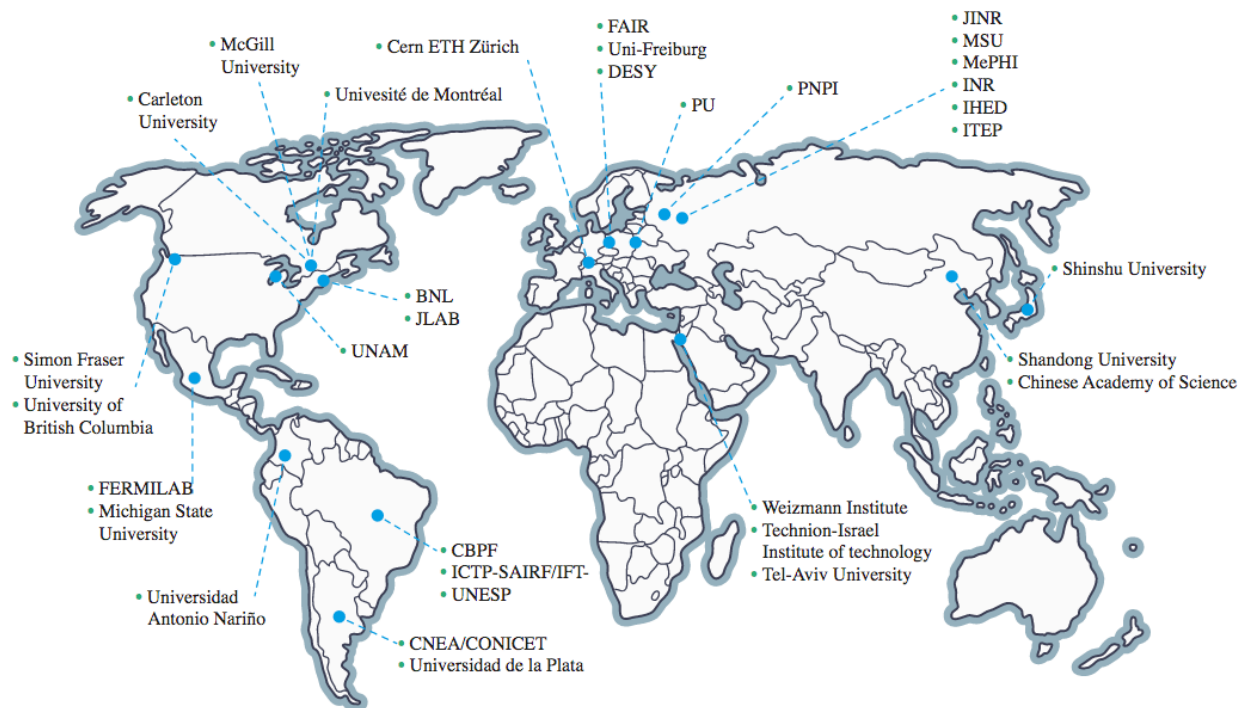 McGill
University
Cern ETH Zürich
FAIR
Uni-Freiburg
DESY
JINR
MSU
MePHI
INR
IHED
ITEP
Carleton
University
Univesité de Montréal
PU
PNPI
BNL
JLAB
UNAM
Shinshu University
Simon Fraser
University
University of
British Columbia
Shandong University
Chinese Academy of Science
FERMILAB
Michigan State
University
Weizmann Institute
Technion-Israel
Institute of technology
Tel-Aviv University
CBPF
ICTP-SAIRF/IFT-
UNESP
Universidad
Antonio Nariño
CNEA/CONICET
Universidad de la Plata